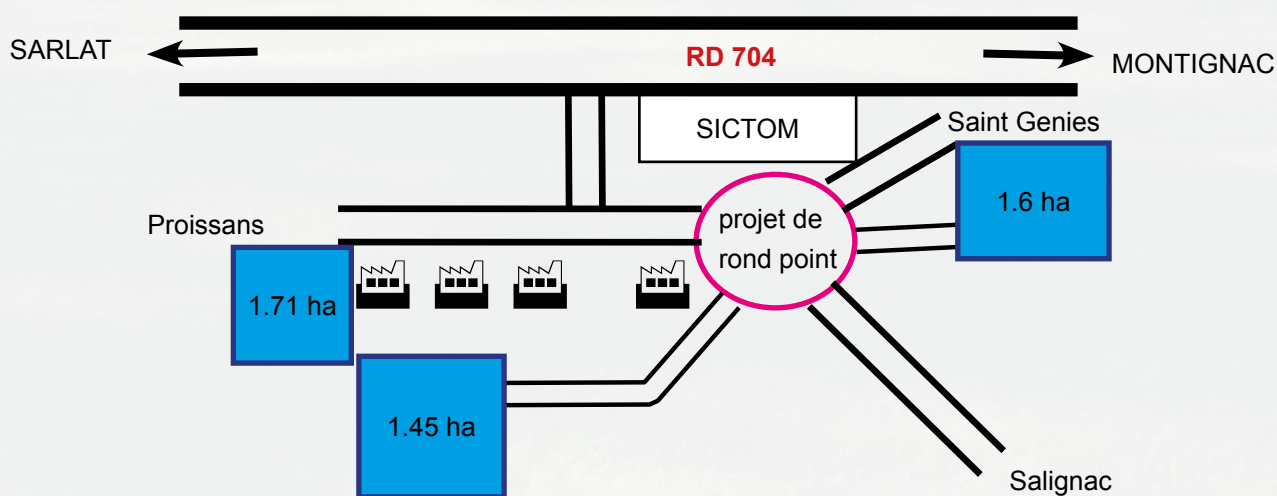 SARLAT
RD 704
MONTIGNAC
SICTOM
Saint Genies
1.6 ha
Proissans
projet de
rond point
1.71 ha
1.45 ha
Salignac